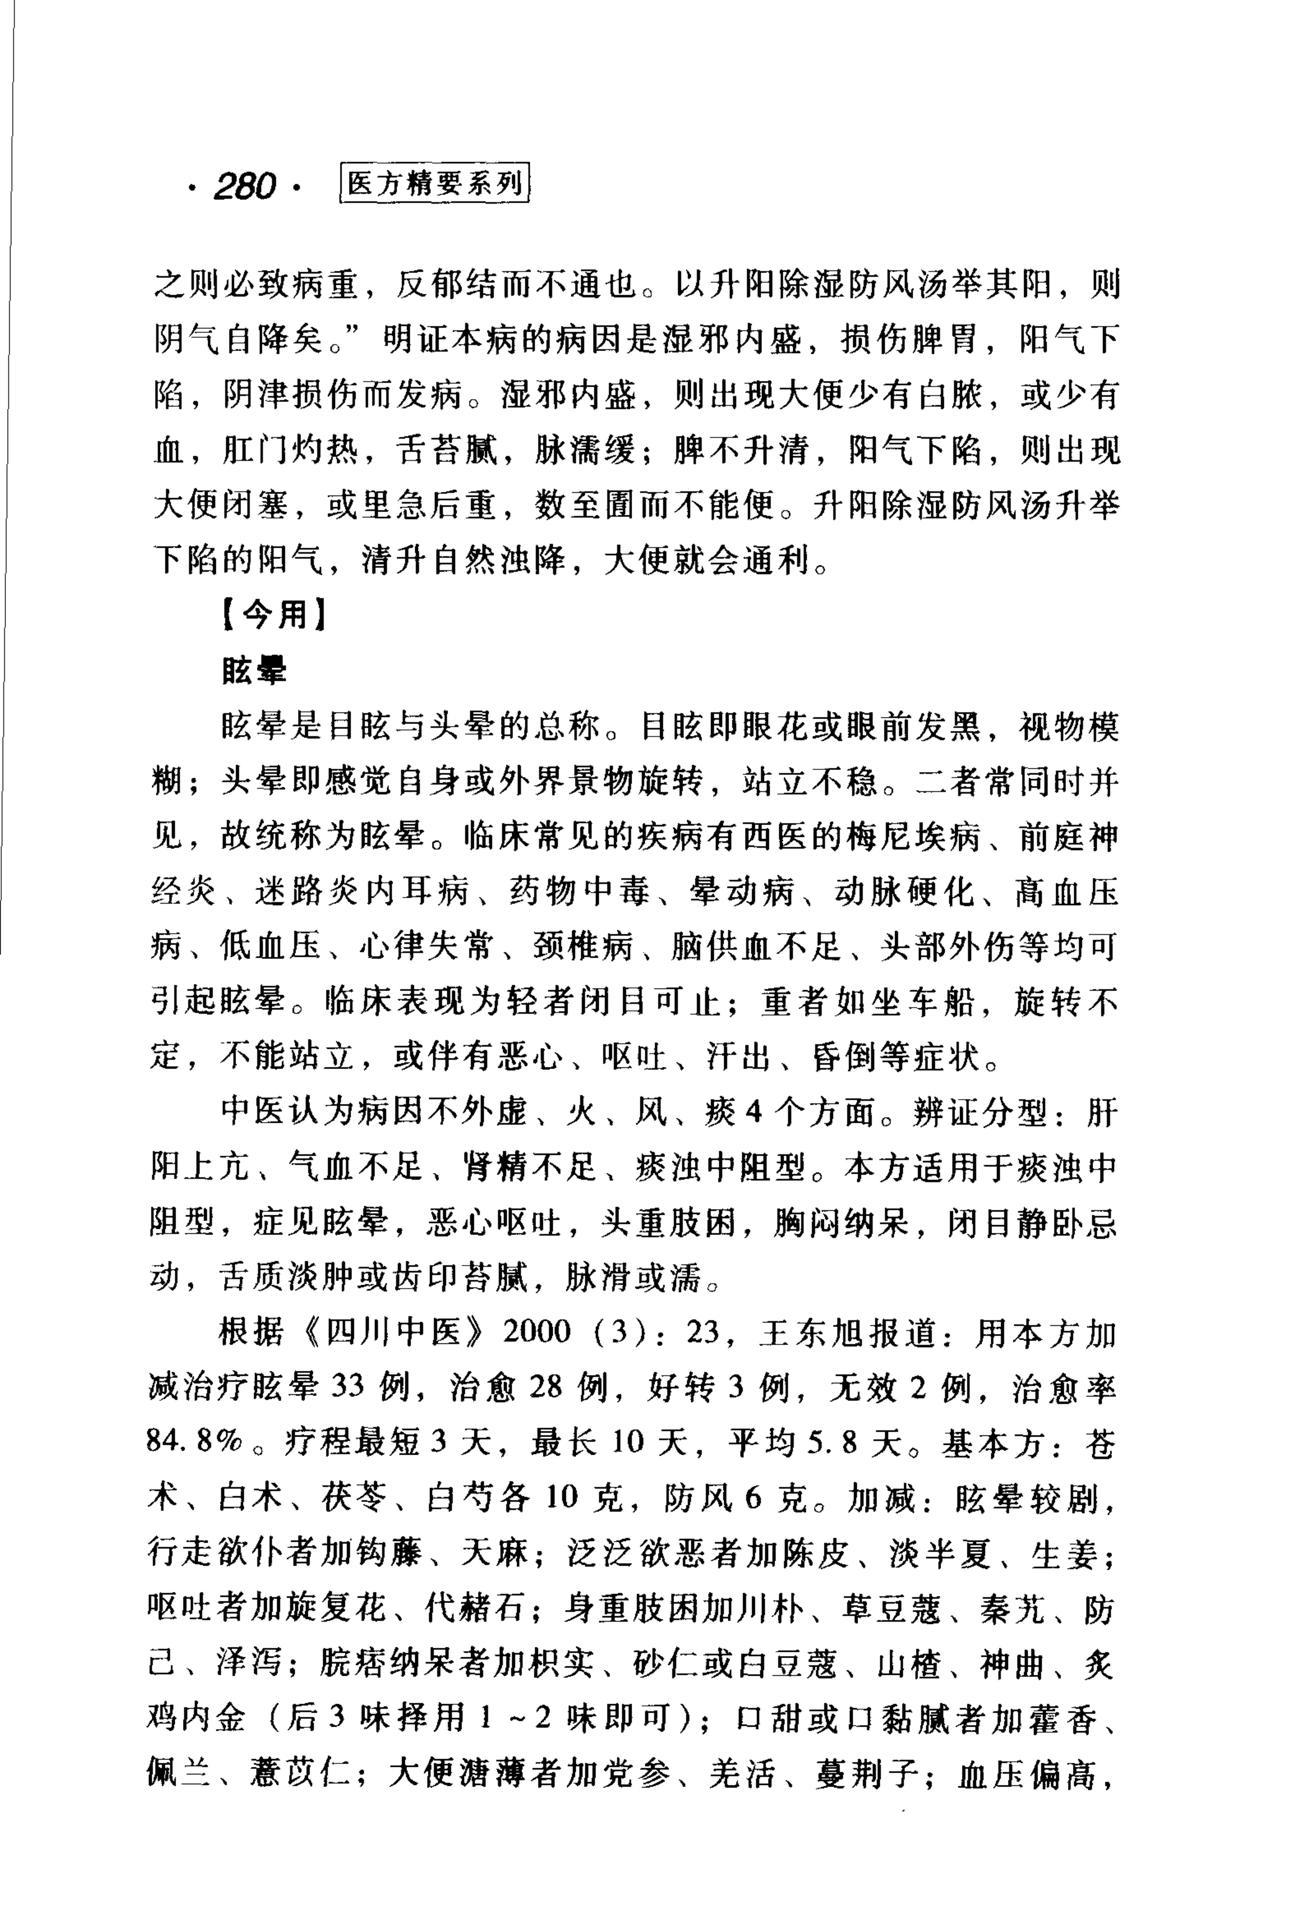 · 280 · 医方精要系列
之则必致病重，反郁结而不通也。以升阳除湿防风汤举其阳，则
阴气自降矣。”明证本病的病因是湿邪内盛，损伤脾胃，阳气下
陷，阴津损伤而发病。湿邪内盛，则出现大便少有白脓，或少有
血，肛门灼热，舌苔腻，脉濡缓；脾不升清，阳气下陷，则出现
大便闭塞，或里急后重，数至圊而不能便。升阳除湿防风汤升举
下陷的阳气，清升自然浊降，大便就会通利。
【今用】
眩晕
眩晕是目眩与头晕的总称。目眩即眼花或眼前发黑，视物模
糊；头晕即感觉自身或外界景物旋转，站立不稳。二者常同时并
见，故统称为眩晕。临床常见的疾病有西医的梅尼埃病、前庭神
经炎、迷路炎内耳病、药物中毒、晕动病、动脉硬化、高血压
病、低血压、心律失常、颈椎病、脑供血不足、头部外伤等均可
引起眩晕。临床表现为轻者闭目可止；重者如坐车船，旋转不
定，不能站立，或伴有恶心、呕吐、汗出、昏倒等症状。
中医认为病因不外虚、火、风、痰 4 个方面。辨证分型：肝
阳上亢、气血不足、肾精不足、痰浊中阻型。本方适用于痰浊中
阻型，症见眩晕，恶心呕吐，头重肢困，胸闷纳呆，闭目静卧忌
动，舌质淡肿或齿印苔腻，脉滑或濡。
根据《四川中医》2000（3）：23，王东旭报道：用本方加
减治疗眩晕 33 例，治愈 28 例，好转 3 例，无效 2 例，治愈率
84.8%。疗程最短 3 天，最长 10 天，平均 5.8 天。基本方：苍
术、白术、茯苓、白芍各 10 克，防风 6 克。加减：眩晕较剧，
行走欲仆者加钩藤、天麻；泛泛欲恶者加陈皮、淡半夏、生姜；
呕吐者加旋复花、代赭石；身重肢困加川朴、草豆蔻、秦艽、防
己、泽泻；脘痞纳呆者加枳实、砂仁或白豆蔻、山楂、神曲、炙
鸡内金（后 3 味择用 1 ~ 2 味即可）；口甜或口黏腻者加藿香、
佩兰、薏苡仁；大便溏薄者加党参、羌活、蔓荆子；血压偏高，